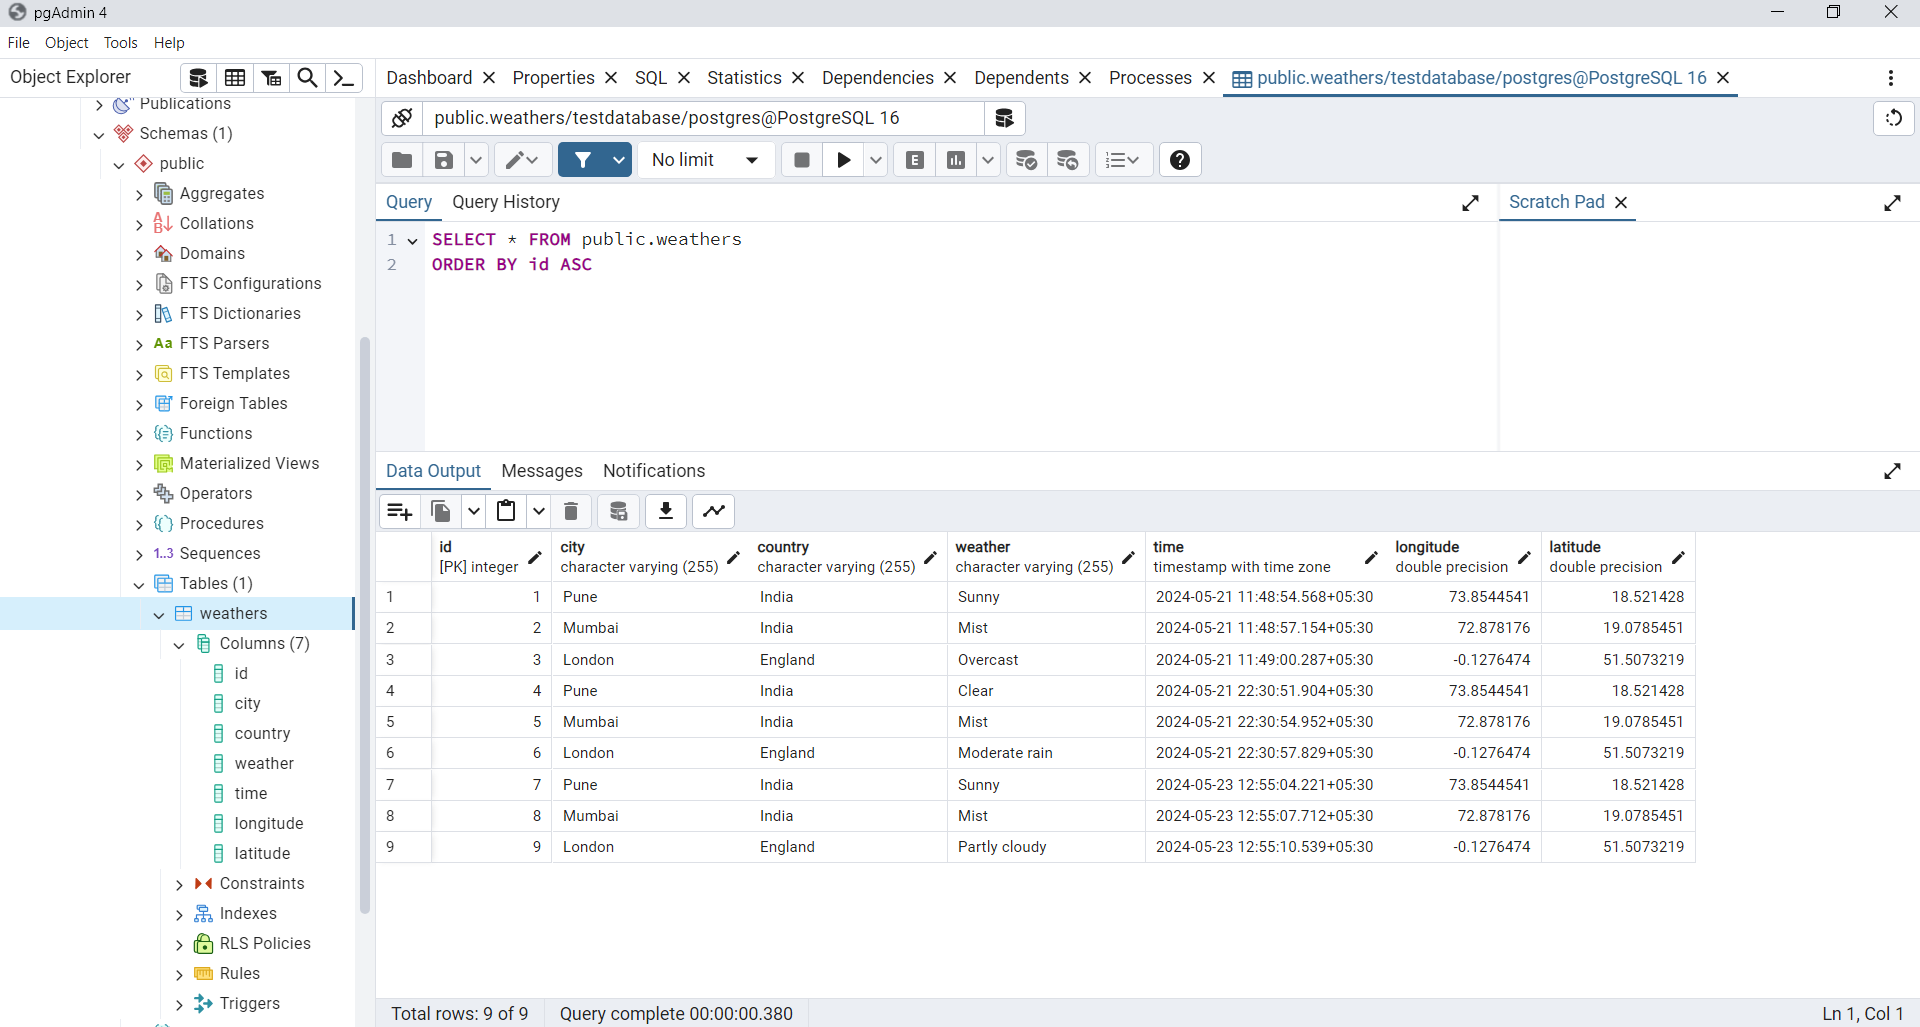 pgAdmin 4
File Object Tools Help
Object Explorer
Dashboard Properties SQL Statistics Dependencies Dependents Processes public.weathers/testdatabase/postgres@PostgreSQL 16
Publications
Schemas (1)
public
Aggregates
Collations
Domains
FTS Configurations
FTS Dictionaries
Aa FTS Parsers
FTS Templates
Foreign Tables
Functions
Materialized Views
Operators
Procedures
1..3 Sequences
Tables (1)
weathers
Columns (7)
id
city
country
weather
time
longitude
latitude
Constraints
Indexes
RLS Policies
Rules
Triggers
public.weathers/testdatabase/postgres@PostgreSQL 16
No limit
E
Query Query History
Scratch Pad
1 SELECT * FROM public.weathers
2 ORDER BY id ASC
Data Output Messages Notifications
id city country weather time longitude latitude
[PK] integer character varying (255) character varying (255) character varying (255) timestamp with time zone double precision double precision
1 1 Pune India Sunny 2024-05-21 11:48:54.568+05:30 73.8544541 18.521428
2 2 Mumbai India Mist 2024-05-21 11:48:57.154+05:30 72.878176 19.0785451
3 3 London England Overcast 2024-05-21 11:49:00.287+05:30 -0.1276474 51.5073219
4 4 Pune India Clear 2024-05-21 22:30:51.904+05:30 73.8544541 18.521428
5 5 Mumbai India Mist 2024-05-21 22:30:54.952+05:30 72.878176 19.0785451
6 6 London England Moderate rain 2024-05-21 22:30:57.829+05:30 -0.1276474 51.5073219
7 7 Pune India Sunny 2024-05-23 12:55:04.221+05:30 73.8544541 18.521428
8 8 Mumbai India Mist 2024-05-23 12:55:07.712+05:30 72.878176 19.0785451
9 9 London England Partly cloudy 2024-05-23 12:55:10.539+05:30 -0.1276474 51.5073219
Total rows: 9 of 9 Query complete 00:00:00.380 Ln 1, Col 1